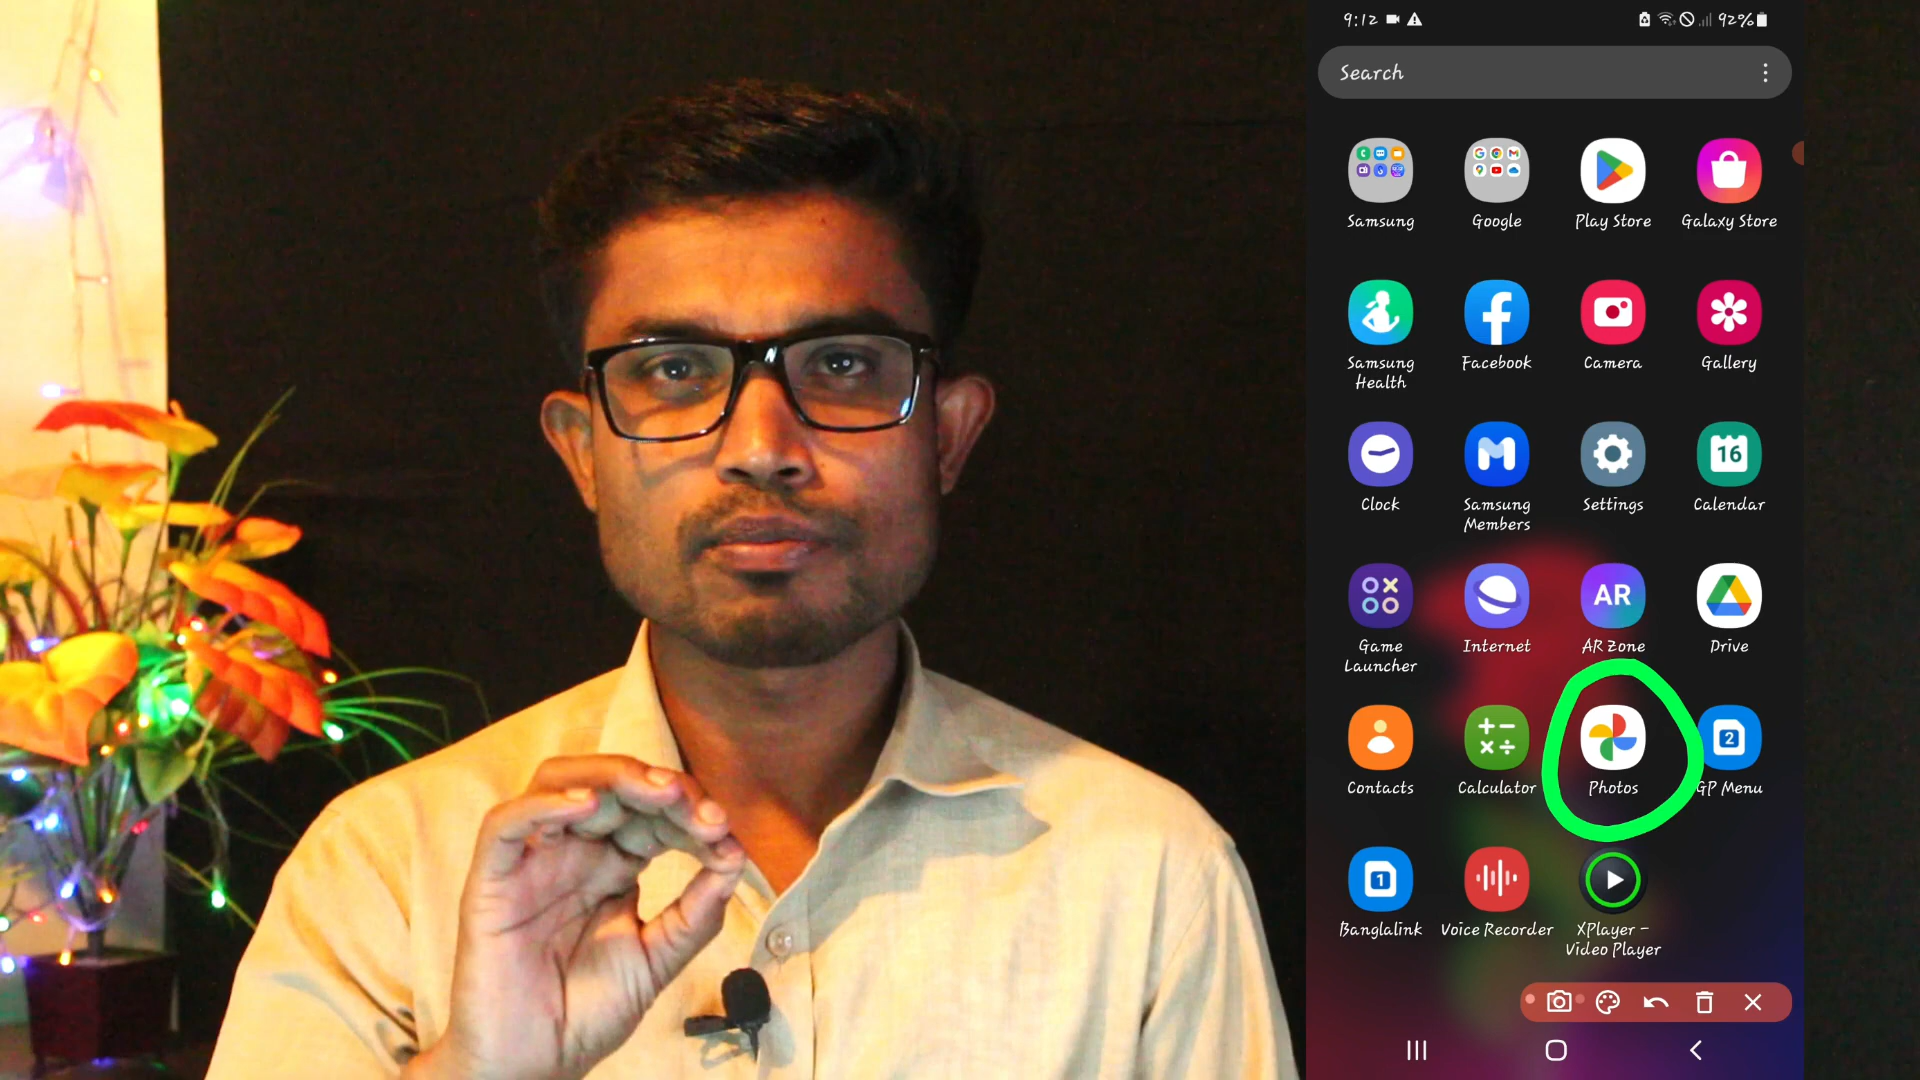 9:12
92%
Search
Samsung
Google
Play Store
Galaxy Store
Samsung
Health
Facebook
Camera
Gallery
Clock
Samsung
Members
Settings
16
Calendar
Game
Launcher
Internet
AR
AR Zone
Drive
Contacts
Calculator
Photos
2
GP Menu
1
Banglalink
Voice Recorder
XPlayer -
Video Player